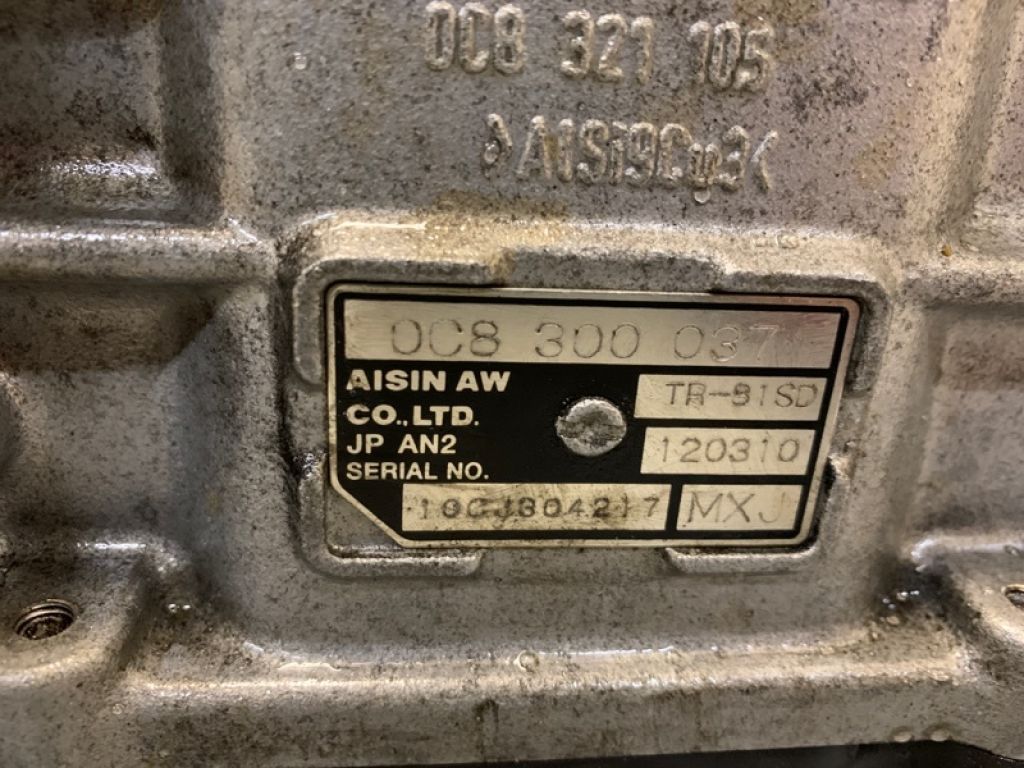 0C8 321 105
>AlSi9Cu3<
0C8 300 037
AISIN AW
CO.,LTD.
TR-81SD
JP AN2
120310
SERIAL NO.
10CJ804217
MXJ